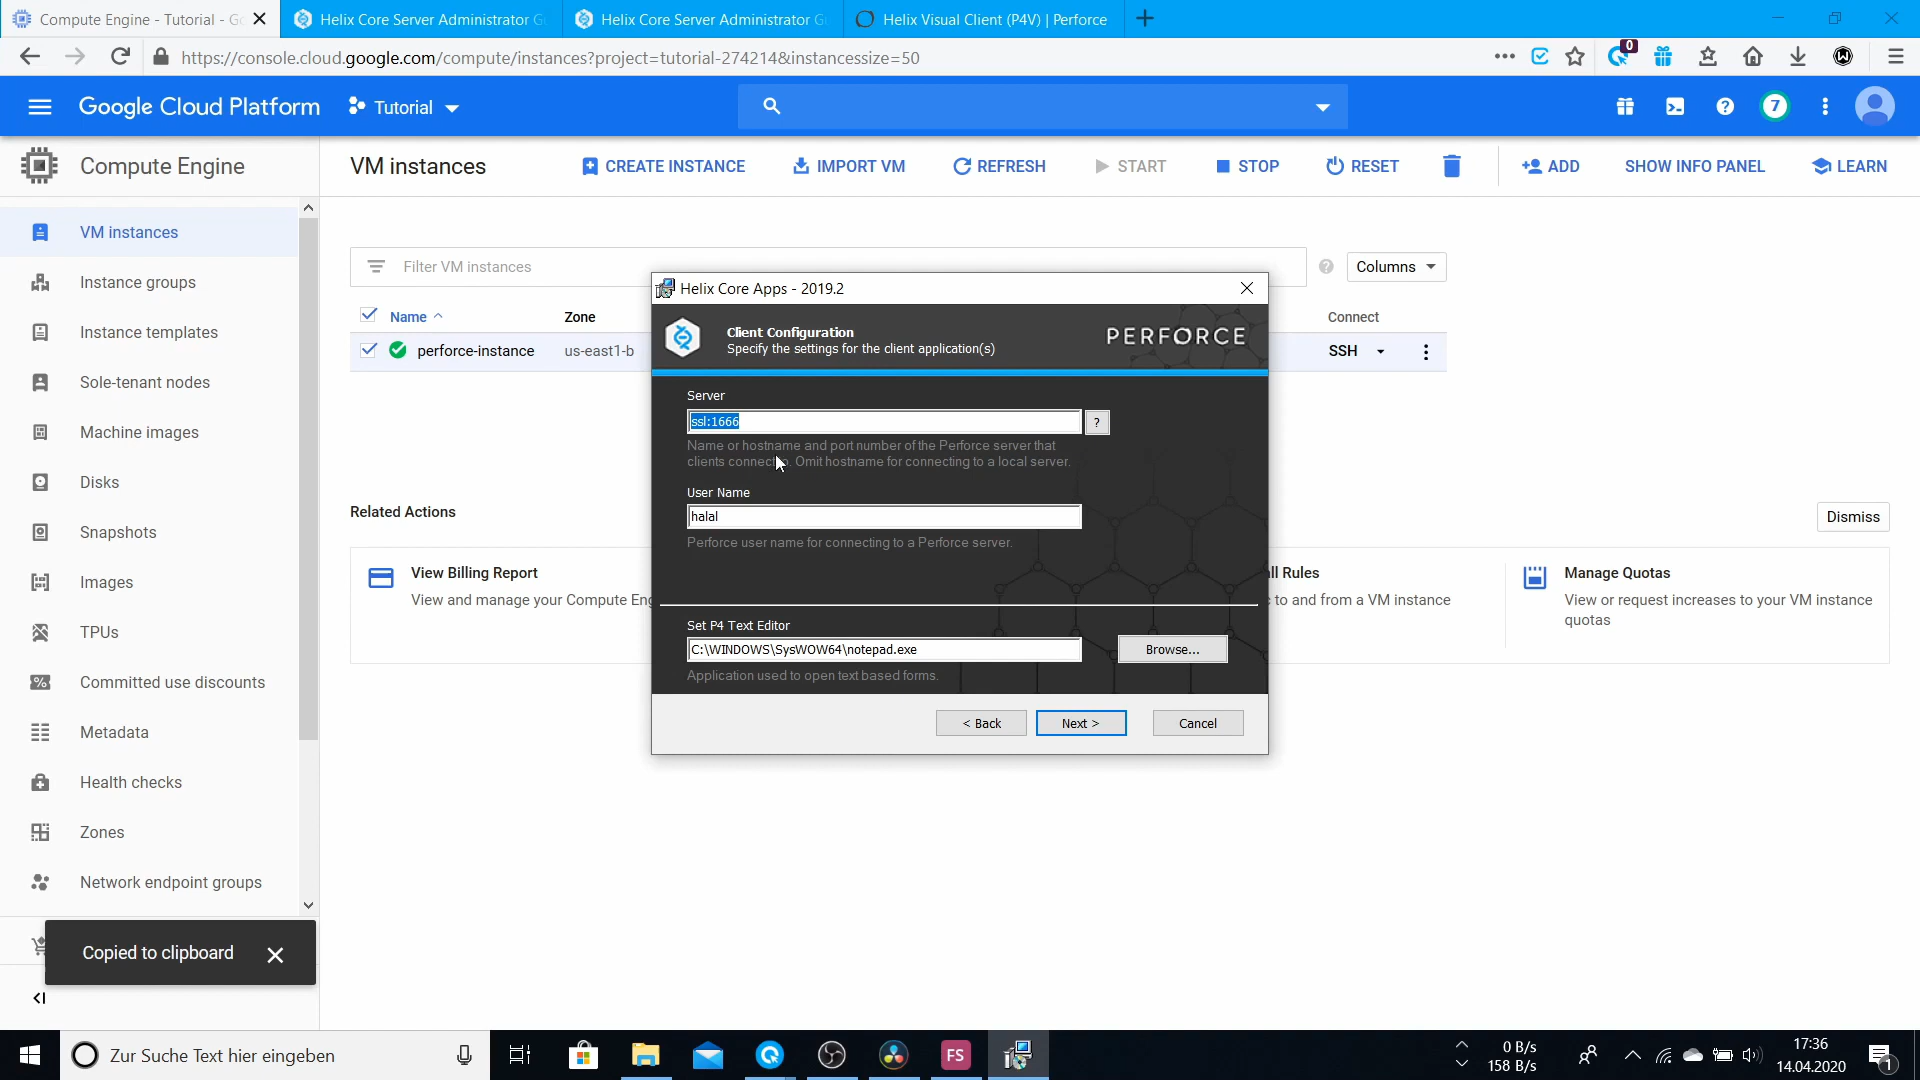 Compute Engine - Tutorial - Go
Helix Core Server Administrator G
Helix Core Server Administrator G
Helix Visual Client (P4V) | Perforce
https://console.cloud.google.com/compute/instances?project=tutorial-274214&instancessize=50
0
Google Cloud Platform
Tutorial
7
Compute Engine
VM instances
CREATE INSTANCE
IMPORT VM
REFRESH
START
STOP
RESET
ADD
SHOW INFO PANEL
LEARN
VM instances
Instance groups
Instance templates
Sole-tenant nodes
Machine images
Disks
Snapshots
Images
TPUs
Committed use discounts
Metadata
Health checks
Zones
Network endpoint groups
Filter VM instances
Columns
Name
Zone
Connect
perforce-instance
us-east1-b
SSH
Related Actions
Dismiss
View Billing Report
View and manage your Compute Eng
ll Rules
to and from a VM instance
Manage Quotas
View or request increases to your VM instance
quotas
Helix Core Apps - 2019.2
Client Configuration
Specify the settings for the client application(s)
PERFORCE
Server
ssl:1666
?
Name or hostname and port number of the Perforce server that
clients connect to. Omit hostname for connecting to a local server.
User Name
halal
Perforce user name for connecting to a Perforce server.
Set P4 Text Editor
C:\WINDOWS\SysWOW64\notepad.exe
Browse...
Application used to open text based forms.
< Back
Next >
Cancel
Copied to clipboard
Zur Suche Text hier eingeben
FS
0 B/s
158 B/s
17:36
14.04.2020
1